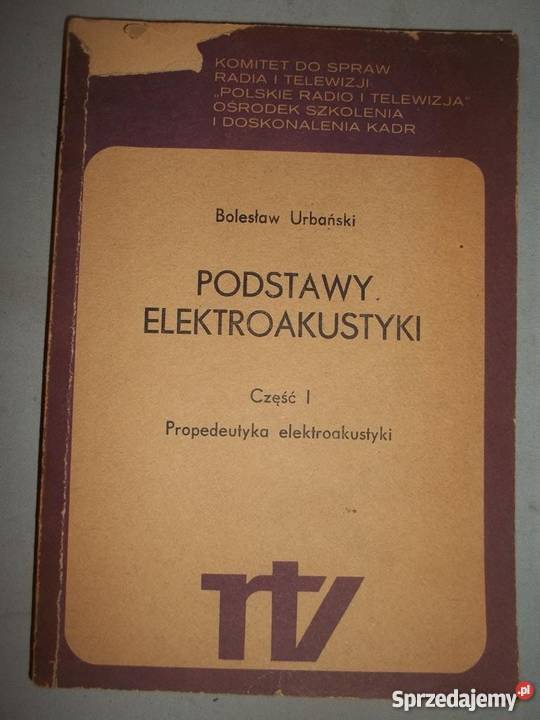 KOMITET DO SPRAW
RADIA I TELEWIZJI
„POLSKIE RADIO I TELEWIZJA"
OŚRODEK SZKOLENIA
I DOSKONALENIA KADR
Bolesław Urbański
PODSTAWY
ELEKTROAKUSTYKI
Część I
Propedeutyka elektroakustyki
rtv
Sprzedajemy.pl